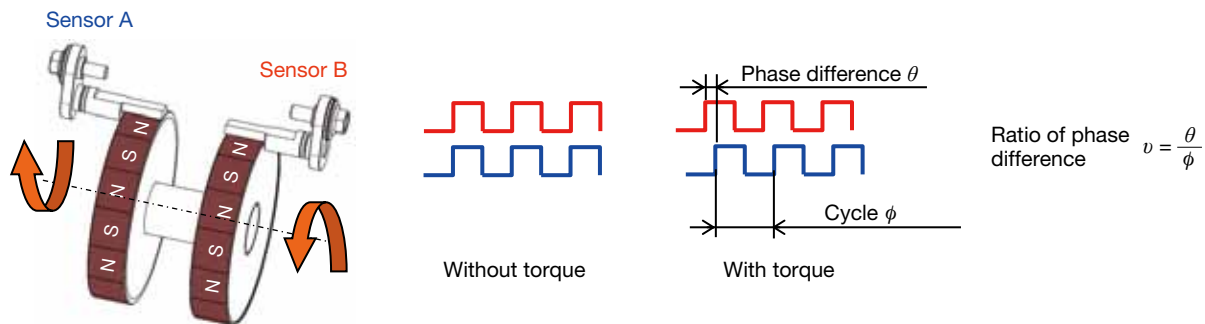 Sensor A
Sensor B
N
S
N
S
N
N
S
N
S
N
Phase difference θ
Cycle ϕ
Without torque
With torque
Ratio of phase
difference
υ = θ/ϕ